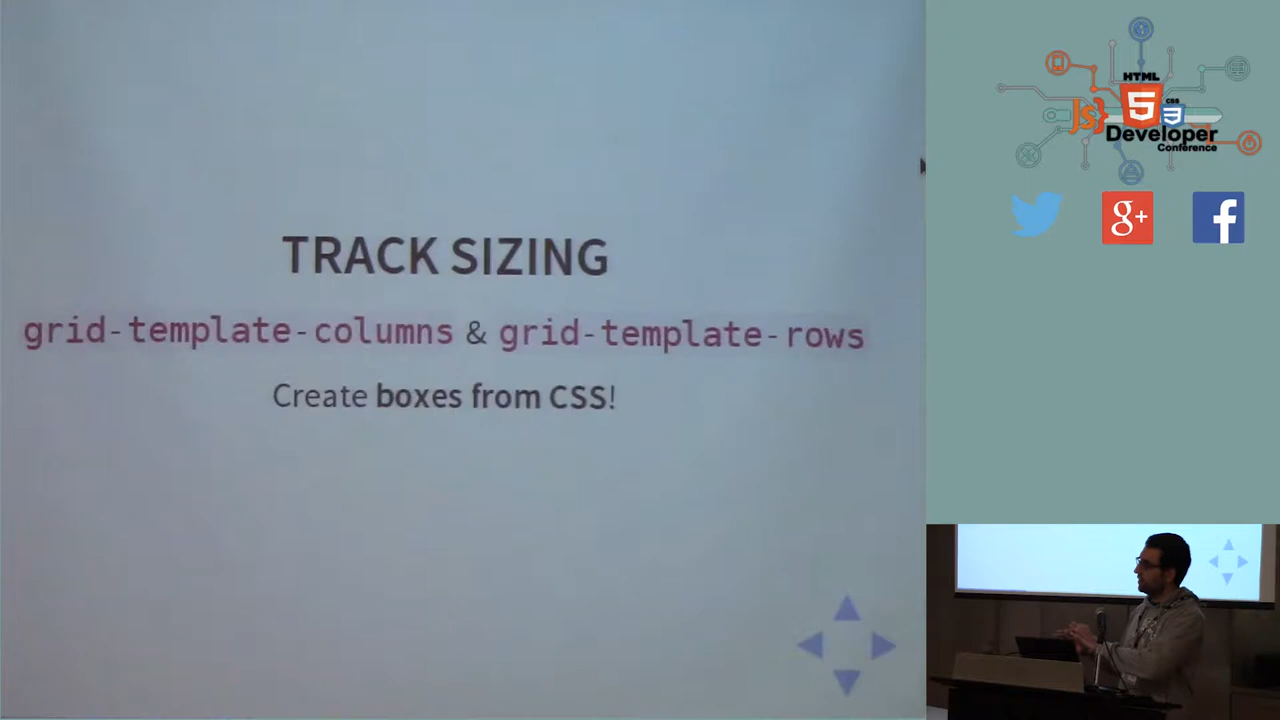 TRACK SIZING
grid-template-columns & grid-template-rows
Create boxes from CSS!
HTML
5
CSS
3
JS}
Developer
Conference
g+
f